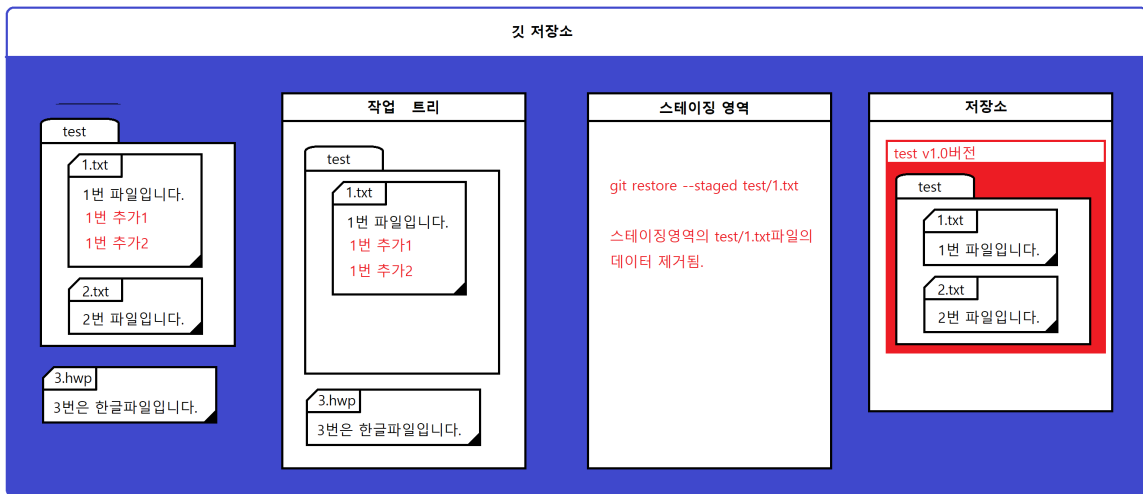 깃 저장소
test
1.txt
1번 파일입니다.
1번 추가1
1번 추가2
2.txt
2번 파일입니다.
3.hwp
3번은 한글파일입니다.
작업 트리
test
1.txt
1번 파일입니다.
1번 추가1
1번 추가2
3.hwp
3번은 한글파일입니다.
스테이징 영역
git restore --staged test/1.txt
스테이징영역의 test/1.txt파일의
데이터 제거됨.
저장소
test v1.0버전
test
1.txt
1번 파일입니다.
2.txt
2번 파일입니다.